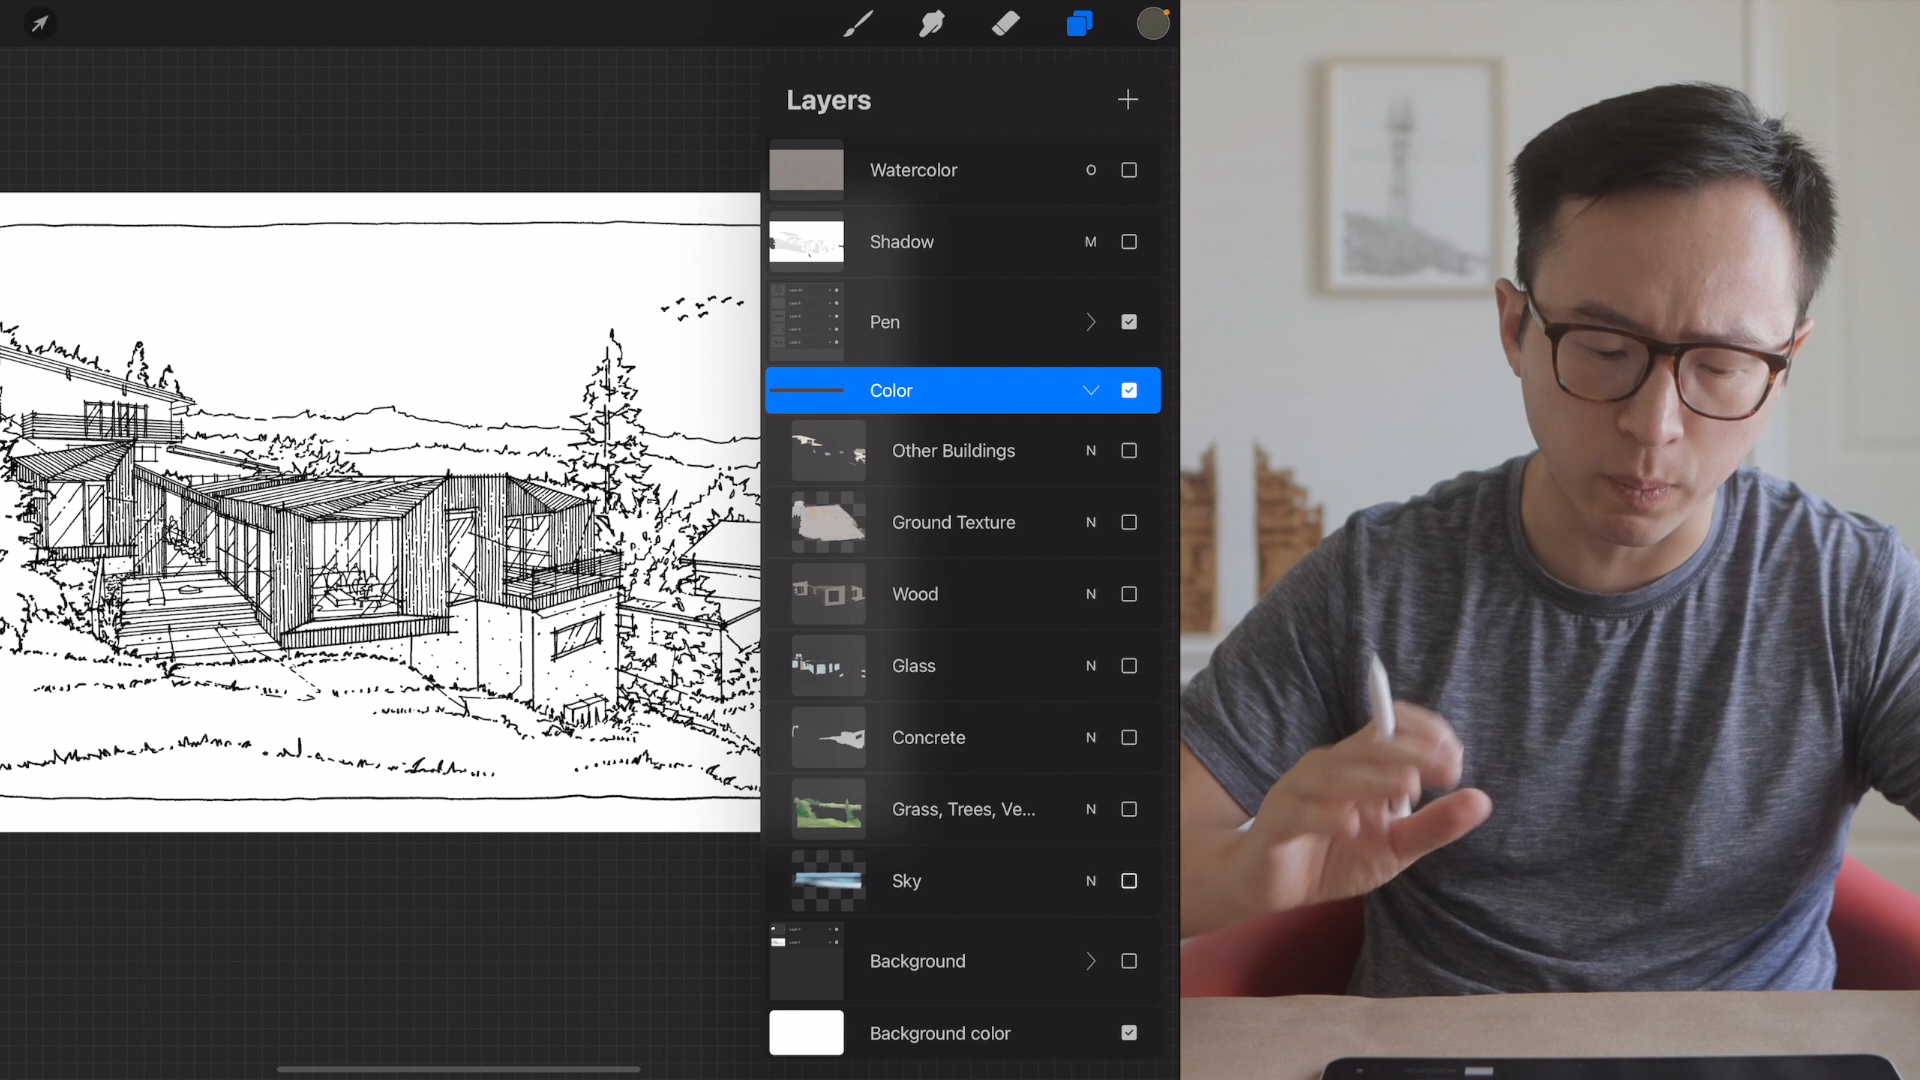 Layers
Watercolor O
Shadow M
Pen
Color
Other Buildings N
Ground Texture N
Wood N
Glass N
Concrete N
Grass, Trees, Ve... N
Sky N
Background
Background color